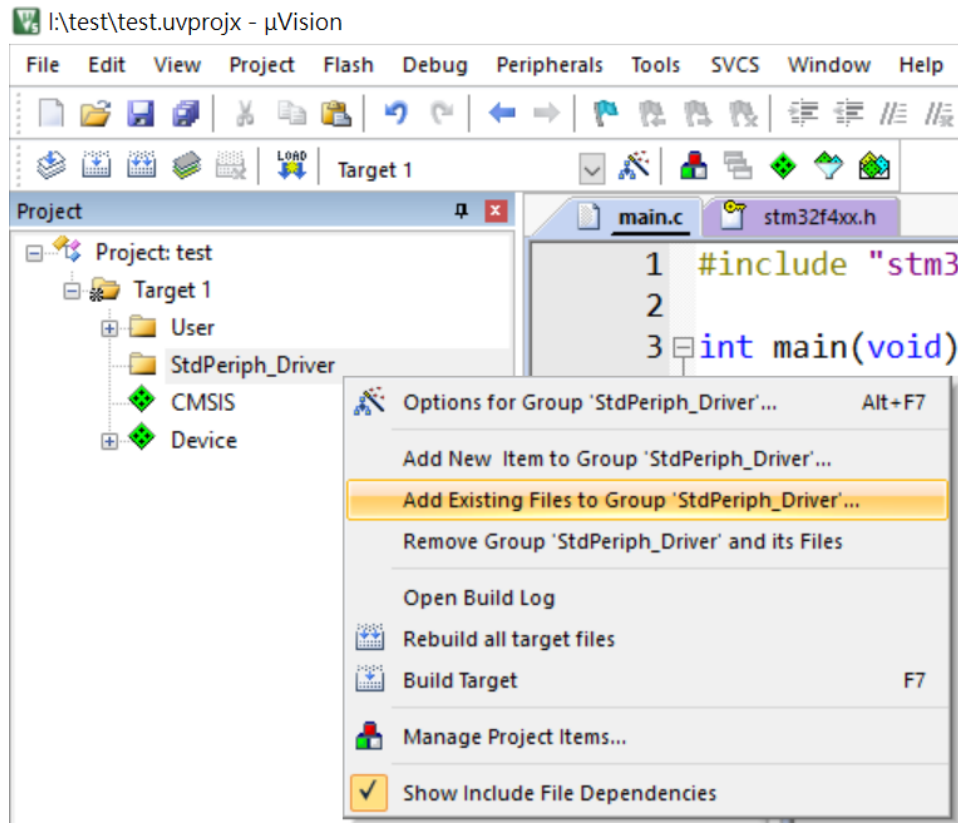 I:\test\test.uvprojx - µVision
File Edit View Project Flash Debug Peripherals Tools SVCS Window Help
LOAD Target 1
Project
main.c stm32f4xx.h
Project: test
Target 1
User
StdPeriph_Driver
CMSIS
Device
1 #include "stm3
2
3 int main(void)
Options for Group 'StdPeriph_Driver'... Alt+F7
Add New Item to Group 'StdPeriph_Driver'...
Add Existing Files to Group 'StdPeriph_Driver'...
Remove Group 'StdPeriph_Driver' and its Files
Open Build Log
Rebuild all target files
Build Target F7
Manage Project Items...
Show Include File Dependencies